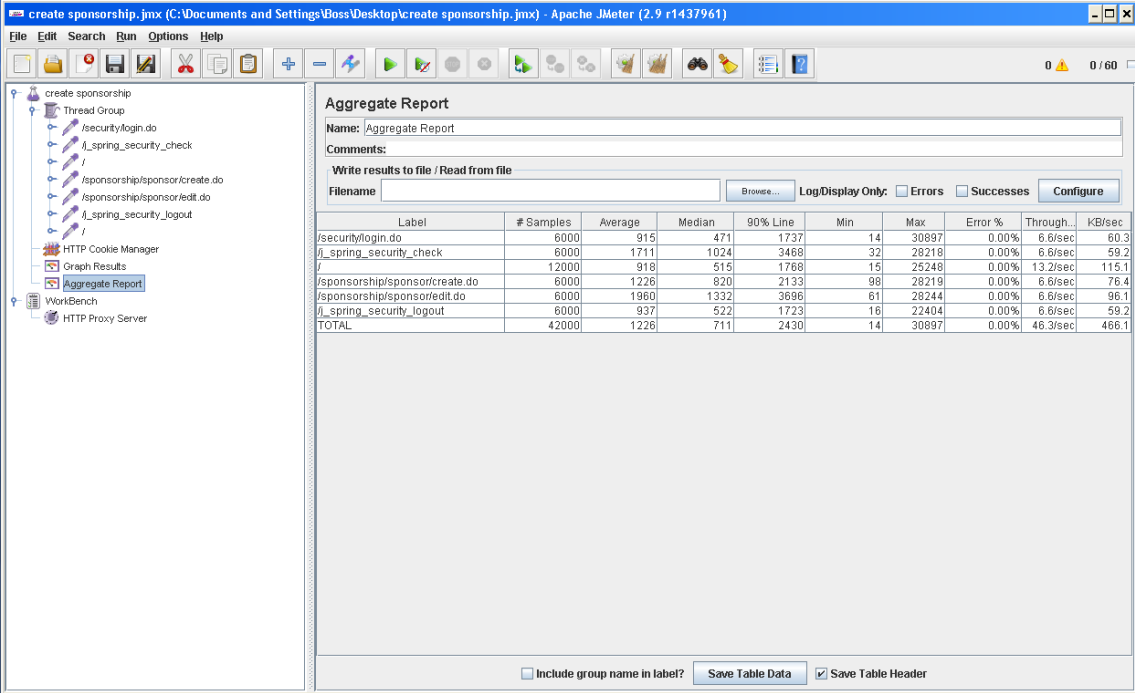 create sponsorship.jmx (C:\Documents and Settings\Boss\Desktop\create sponsorship.jmx) - Apache JMeter (2.9 r1437961)
File Edit Search Run Options Help
0 0 / 60
create sponsorship
Thread Group
/security/login.do
/j_spring_security_check
/
/sponsorship/sponsor/create.do
/sponsorship/sponsor/edit.do
/j_spring_security_logout
/
HTTP Cookie Manager
Graph Results
Aggregate Report
WorkBench
HTTP Proxy Server
Aggregate Report
Name: Aggregate Report
Comments:
Write results to file / Read from file
Filename Browse... Log/Display Only: Errors Successes Configure
Label # Samples Average Median 90% Line Min Max Error % Through... KB/sec
/security/login.do 6000 915 471 1737 14 30897 0.00% 6.6/sec 60.3
/j_spring_security_check 6000 1711 1024 3468 32 28218 0.00% 6.6/sec 59.2
/ 12000 918 515 1768 15 25248 0.00% 13.2/sec 115.1
/sponsorship/sponsor/create.do 6000 1226 820 2133 98 28219 0.00% 6.6/sec 76.4
/sponsorship/sponsor/edit.do 6000 1960 1332 3696 61 28244 0.00% 6.6/sec 96.1
/j_spring_security_logout 6000 937 522 1723 16 22404 0.00% 6.6/sec 59.2
TOTAL 42000 1226 711 2430 14 30897 0.00% 46.3/sec 466.1
Include group name in label? Save Table Data Save Table Header